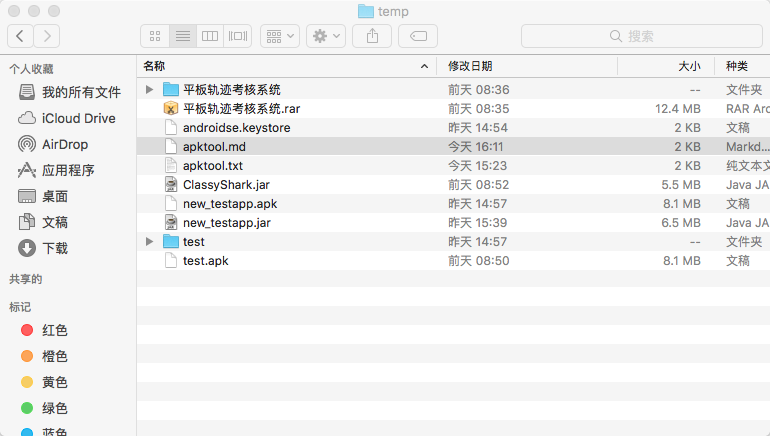 temp
搜索
个人收藏
我的所有文件
iCloud Drive
AirDrop
应用程序
桌面
文稿
下载
共享的
标记
红色
橙色
黄色
绿色
蓝色
名称 修改日期 大小 种类
平板轨迹考核系统 前天 08:36 -- 文件夹
平板轨迹考核系统.rar 前天 08:35 12.4 MB RAR Arc
androidse.keystore 昨天 14:54 2 KB 文稿
apktool.md 今天 16:11 2 KB Markd...
apktool.txt 今天 15:23 2 KB 纯文本文
ClassyShark.jar 前天 08:52 5.5 MB Java JA
new_testapp.apk 昨天 14:57 8.1 MB 文稿
new_testapp.jar 昨天 15:39 6.5 MB Java JA
test 昨天 14:57 -- 文件夹
test.apk 前天 08:50 8.1 MB 文稿